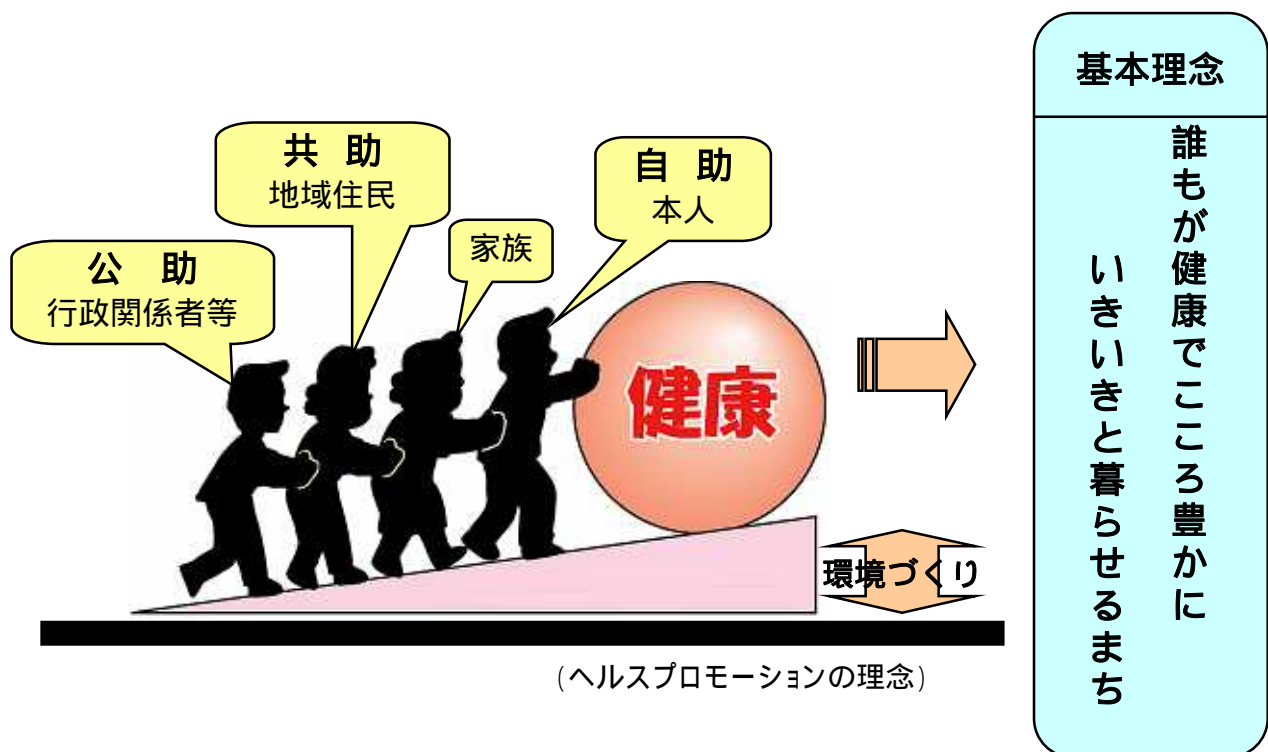 共 助
地域住民
自 助
本人
家族
公 助
行政関係者等
健康
環境づくり
(ヘルスプロモーションの理念)
基本理念
誰もが健康でこころ豊かに
いきいきと暮らせるまち